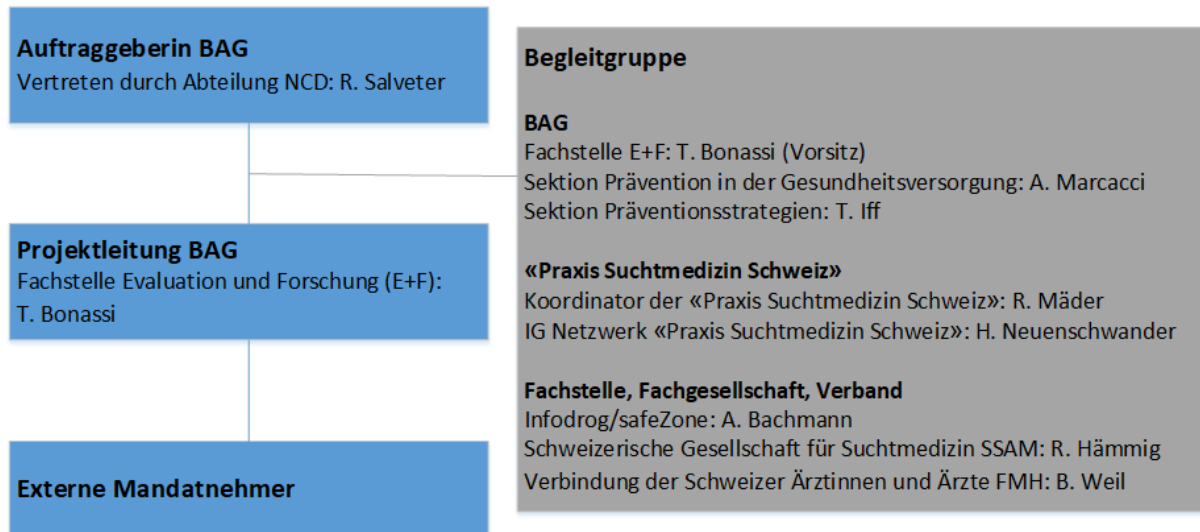 Auftraggeberin BAG
Vertreten durch Abteilung NCD: R. Salveter
Projektleitung BAG
Fachstelle Evaluation und Forschung (E+F):
T. Bonassi
Externe Mandatnehmer
Begleitgruppe
BAG
Fachstelle E+F: T. Bonassi (Vorsitz)
Sektion Prävention in der Gesundheitsversorgung: A. Marcacci
Sektion Präventionsstrategien: T. Iff
«Praxis Suchtmedizin Schweiz»
Koordinator der «Praxis Suchtmedizin Schweiz»: R. Mäder
IG Netzwerk «Praxis Suchtmedizin Schweiz»: H. Neuenschwander
Fachstelle, Fachgesellschaft, Verband
Infodrog/safeZone: A. Bachmann
Schweizerische Gesellschaft für Suchtmedizin SSAM: R. Hämmig
Verbindung der Schweizer Ärztinnen und Ärzte FMH: B. Weil